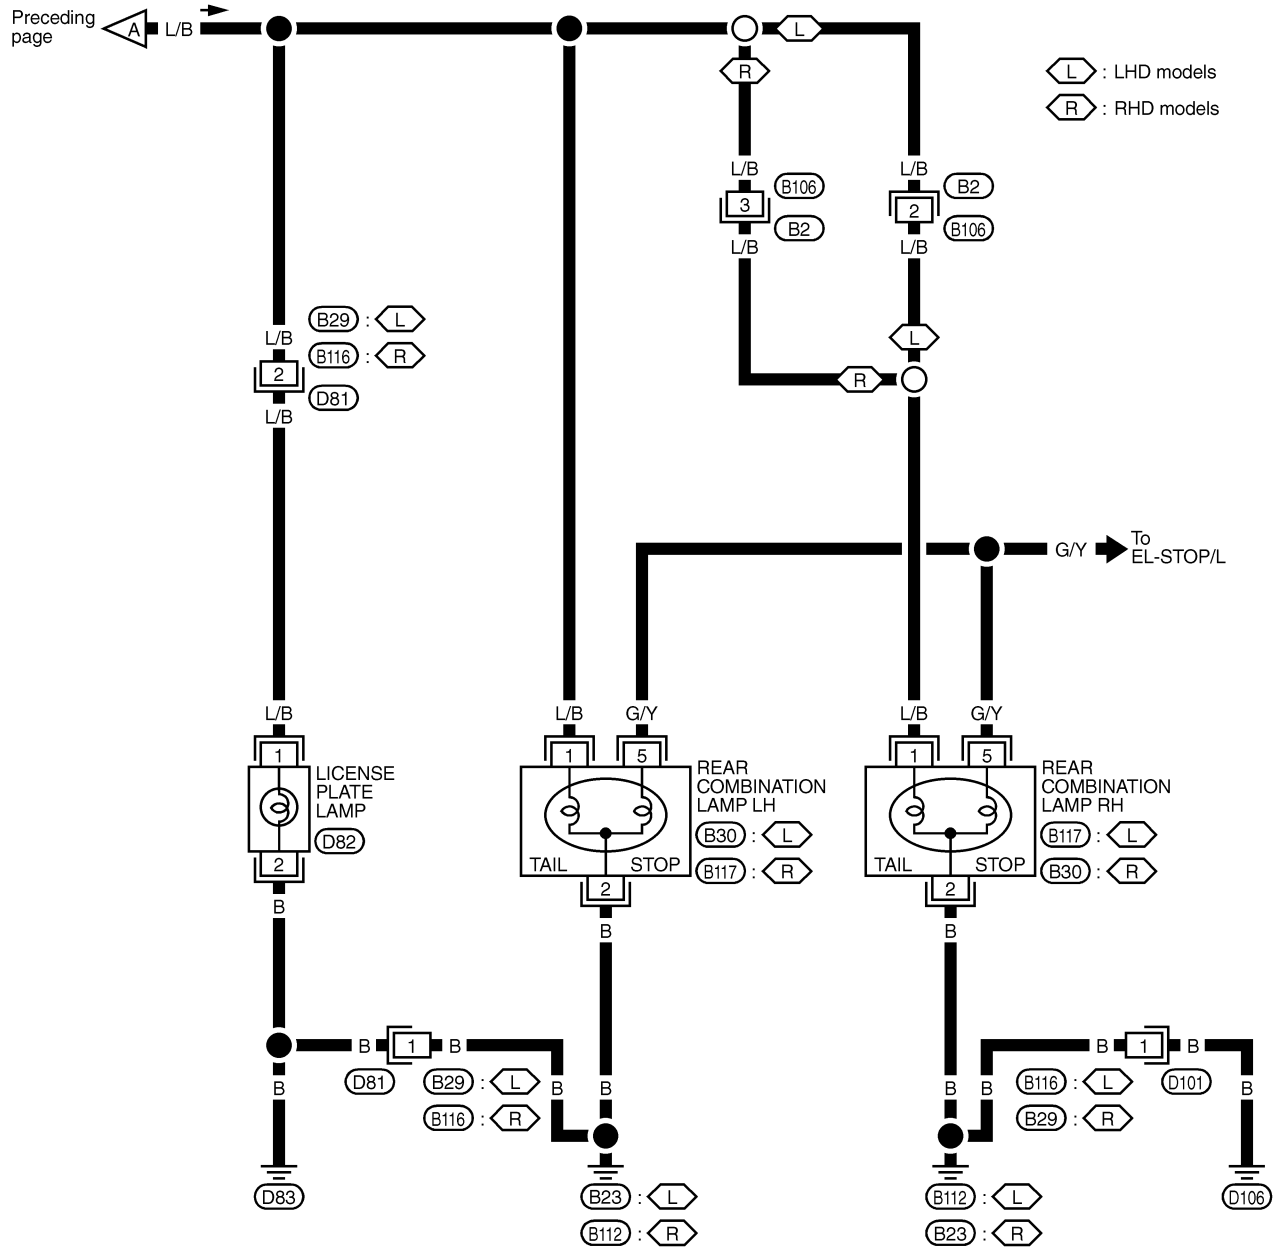 Preceding
page
A
L/B
L
R
L : LHD models
R : RHD models
L/B
3
B106
B2
L/B
L/B
2
B2
B106
L/B
B29 : L
B116 : R
L/B
2
D81
L/B
L
R
G/Y
To
EL-STOP/L
L/B
L/B
G/Y
L/B
G/Y
1
1
5
1
5
LICENSE
PLATE
LAMP
D82
2
REAR
COMBINATION
LAMP LH
B30 : L
B117 : R
TAIL
STOP
2
REAR
COMBINATION
LAMP RH
B117 : L
B30 : R
TAIL
STOP
2
B
B
B
B
1
B
D81
B29 : L
B116 : R
B
B
B
B
1
B
B116 : L
B29 : R
D101
B
B
B
D83
B23 : L
B112 : R
B112 : L
B23 : R
D106